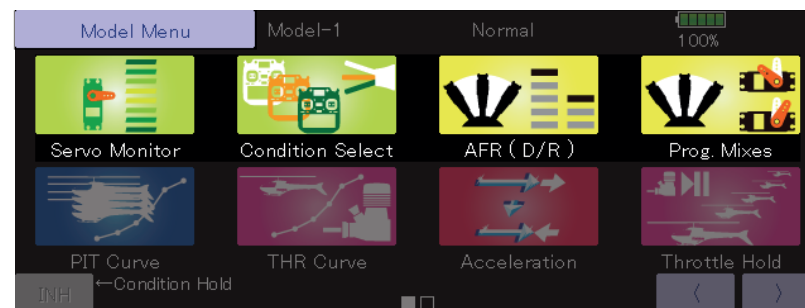 Model Menu Model-1 Normal 100%
Servo Monitor Condition Select AFR ( D/R ) Prog. Mixes
PIT Curve THR Curve Acceleration Throttle Hold
INH ←Condition Hold < >